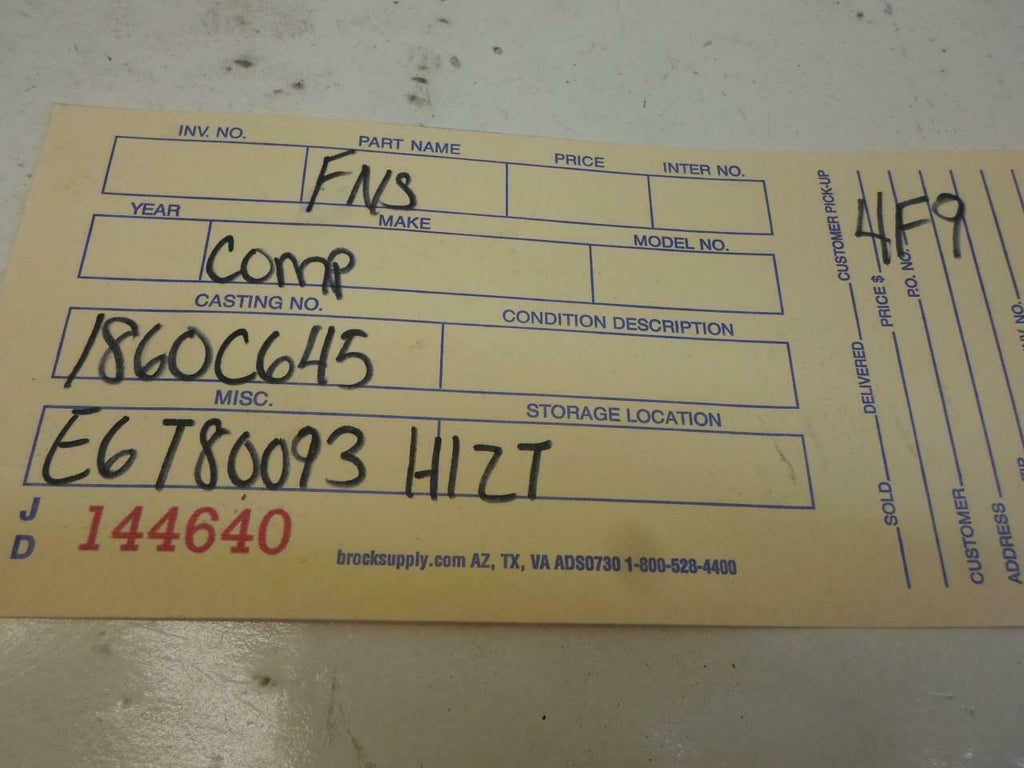 INV. NO. PART NAME PRICE INTER NO.
FNS
YEAR MAKE MODEL NO.
COMP
CASTING NO. CONDITION DESCRIPTION
1860C645
MISC. STORAGE LOCATION
E6T80093 H12T
J D 144640
brocksupply.com AZ, TX, VA ADS0730 1-800-528-4400
4F9
SOLD DELIVERED CUSTOMER PICK-UP
PRICE $
P.O. NO.
CUSTOMER
ADDRESS